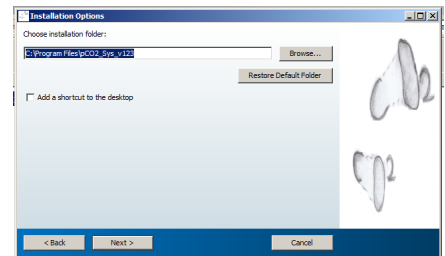 Installation Options
Choose installation folder:
C:\Program Files\pCO2_Sys_v123
Browse...
Restore Default Folder
Add a shortcut to the desktop
< Back
Next >
Cancel